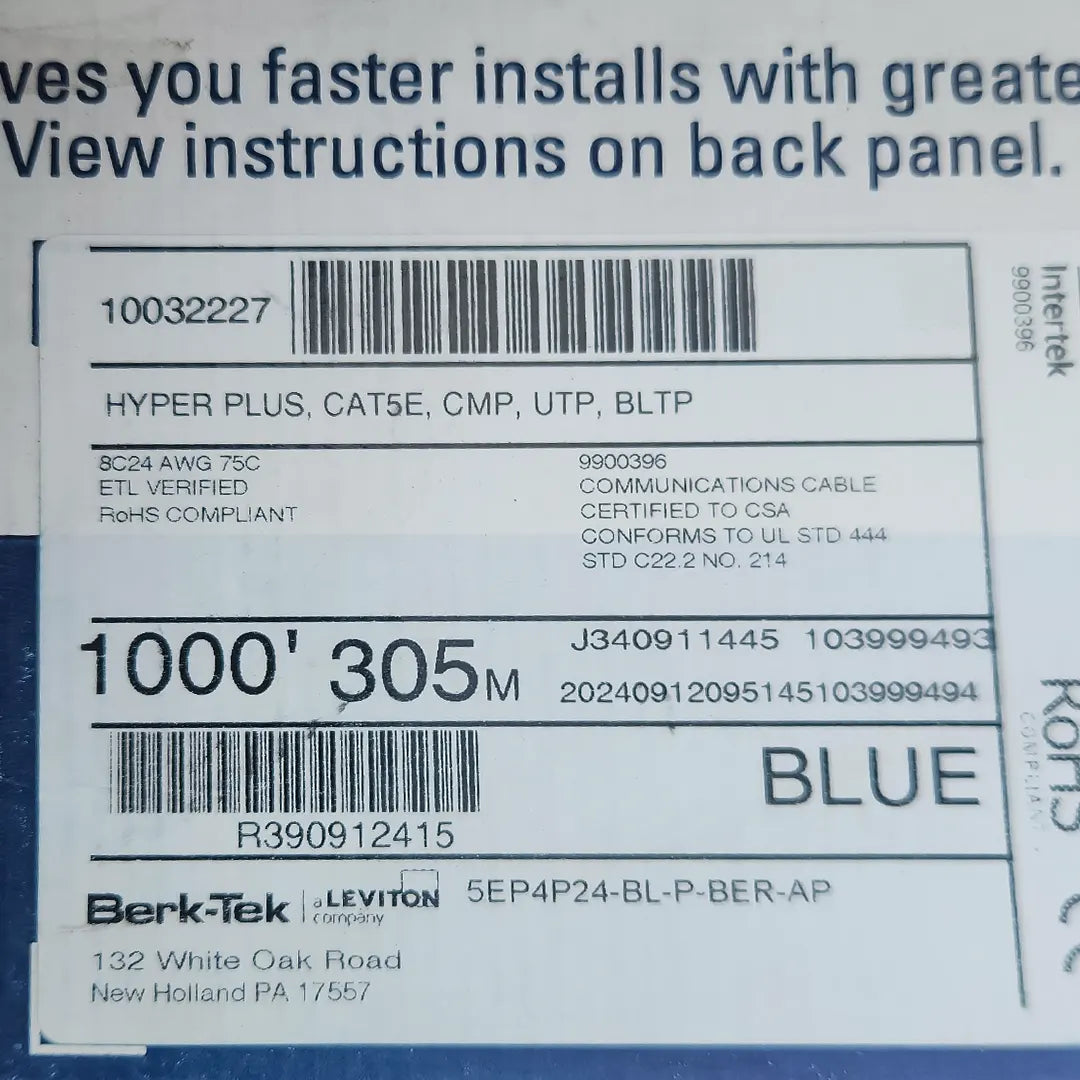 ves you faster installs with greate
View instructions on back panel.
10032227
HYPER PLUS, CAT5E, CMP, UTP, BLTP
8C24 AWG 75C
ETL VERIFIED
RoHS COMPLIANT
9900396
COMMUNICATIONS CABLE
CERTIFIED TO CSA
CONFORMS TO UL STD 444
STD C22.2 NO. 214
1000' 305M
J340911445 103999493
20240912095145103999494
R390912415
BLUE
Berk-Tek
a LEVITON
company
5EP4P24-BL-P-BER-AP
132 White Oak Road
New Holland PA 17557
Intertek
9900396
RoHS
COMPLIANT
CE